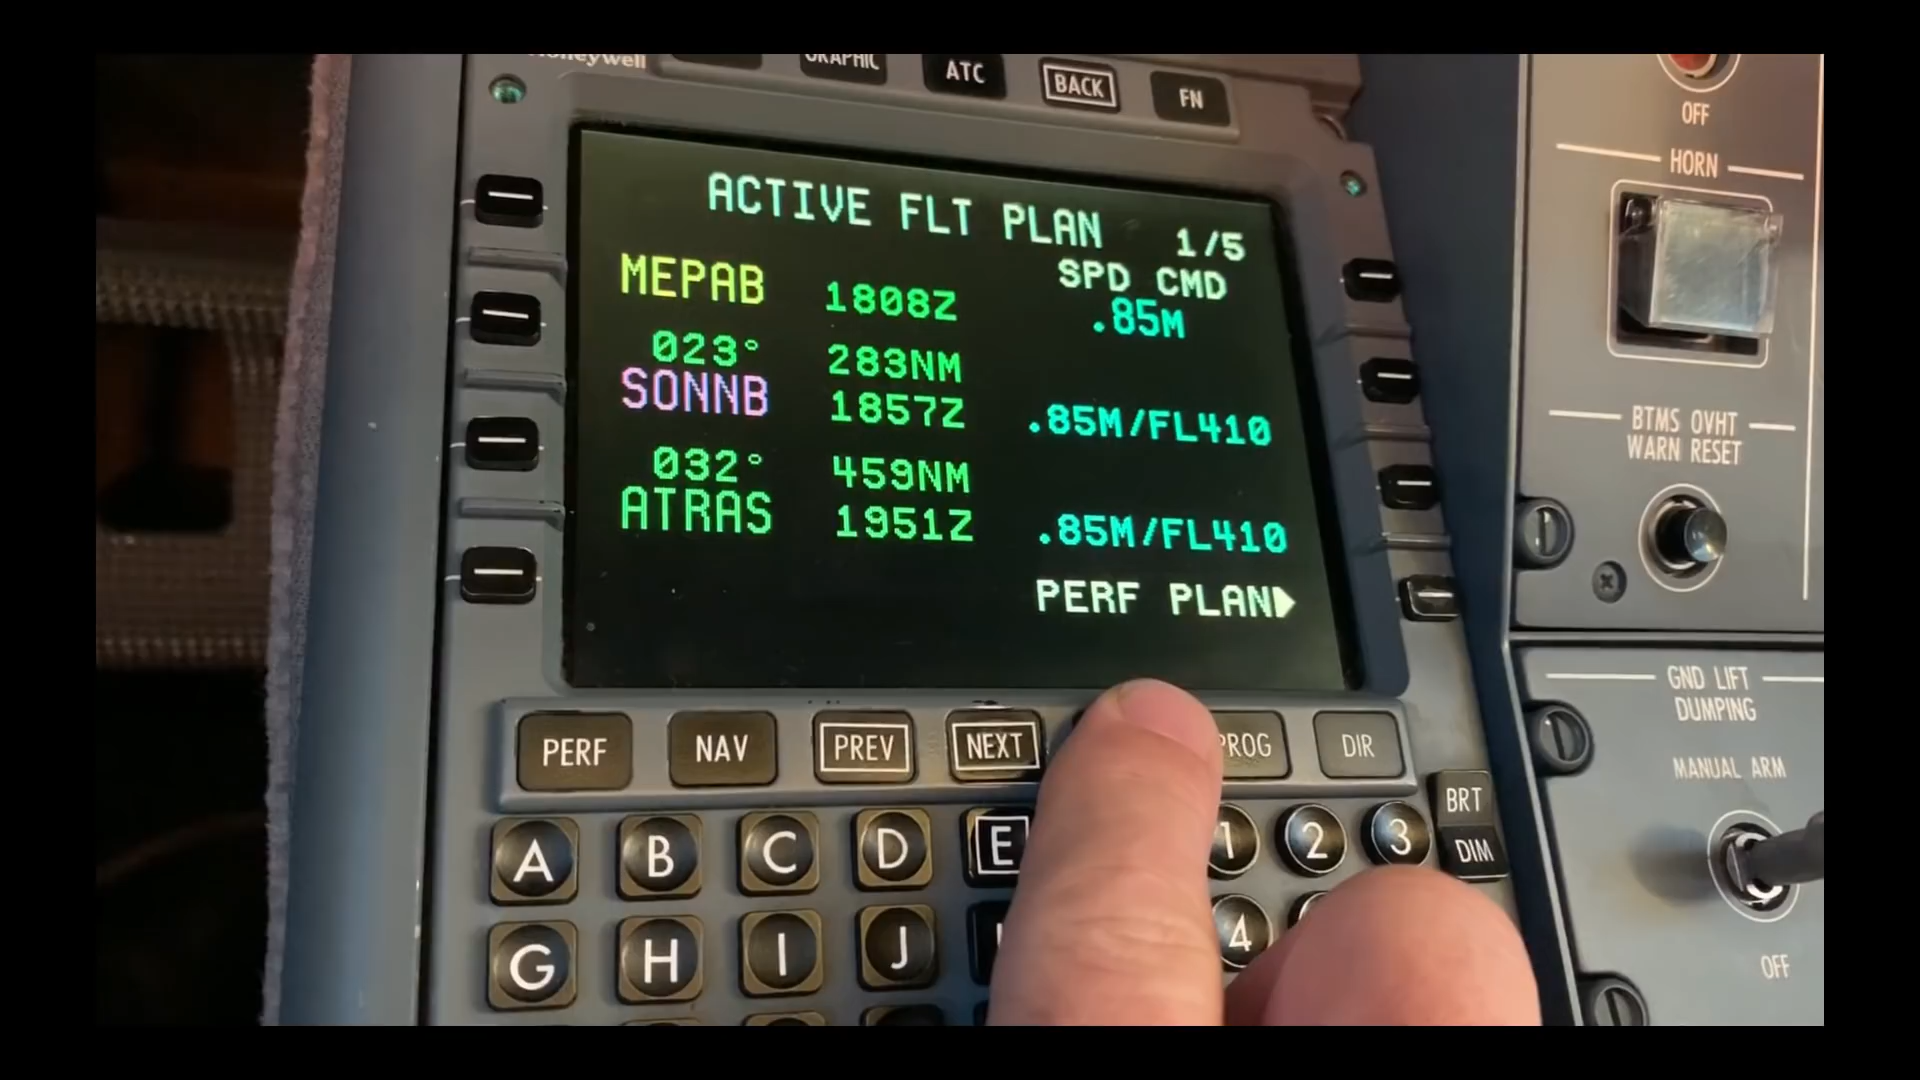 Honeywell
GRAPHIC
ATC
BACK
FN
ACTIVE FLT PLAN 1/5
SPD CMD
MEPAB 1808Z .85M
023° 283NM
SONNB 1857Z .85M/FL410
032° 459NM
ATRAS 1951Z .85M/FL410
PERF PLAN▶
PERF
NAV
PREV
NEXT
PROG
DIR
BRT
DIM
A B C D E 1 2 3
G H I J 4
OFF
HORN
BTMS OVHT
WARN RESET
GND LIFT
DUMPING
MANUAL ARM
OFF